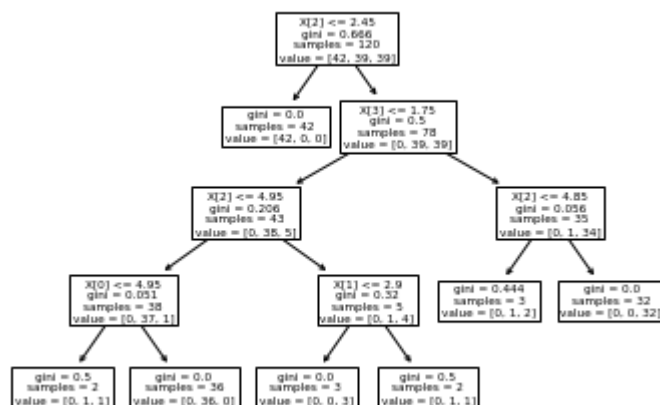 X[2] <= 2.45
gini = 0.666
samples = 120
value = [42, 39, 39]
gini = 0.0
samples = 42
value = [42, 0, 0]
X[3] <= 1.75
gini = 0.5
samples = 78
value = [0, 39, 39]
X[2] <= 4.95
gini = 0.206
samples = 43
value = [0, 38, 5]
X[2] <= 4.85
gini = 0.056
samples = 35
value = [0, 1, 34]
X[0] <= 4.95
gini = 0.051
samples = 38
value = [0, 37, 1]
X[1] <= 2.9
gini = 0.32
samples = 5
value = [0, 1, 4]
gini = 0.444
samples = 3
value = [0, 1, 2]
gini = 0.0
samples = 32
value = [0, 0, 32]
gini = 0.5
samples = 2
value = [0, 1, 1]
gini = 0.0
samples = 36
value = [0, 36, 0]
gini = 0.0
samples = 3
value = [0, 0, 3]
gini = 0.5
samples = 2
value = [0, 1, 1]